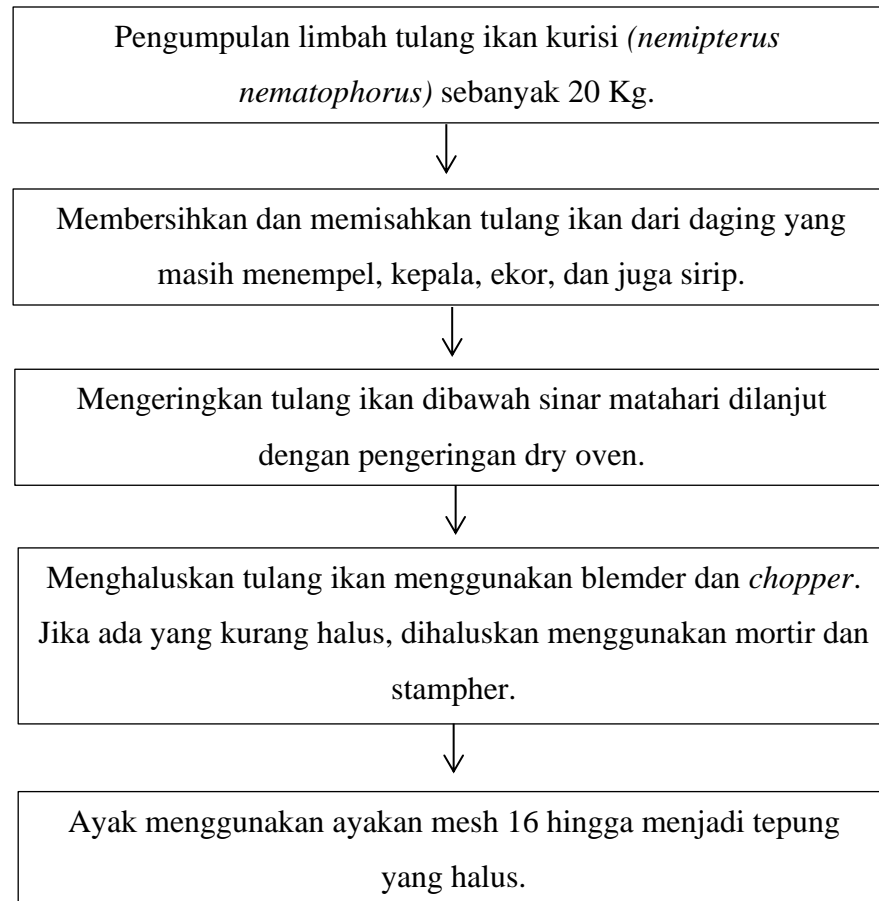 Pengumpulan limbah tulang ikan kurisi (nemipterus
nematophorus) sebanyak 20 Kg.
Membersihkan dan memisahkan tulang ikan dari daging yang
masih menempel, kepala, ekor, dan juga sirip.
Mengeringkan tulang ikan dibawah sinar matahari dilanjut
dengan pengeringan dry oven.
Menghaluskan tulang ikan menggunakan blemder dan chopper.
Jika ada yang kurang halus, dihaluskan menggunakan mortir dan
stampher.
Ayak menggunakan ayakan mesh 16 hingga menjadi tepung
yang halus.